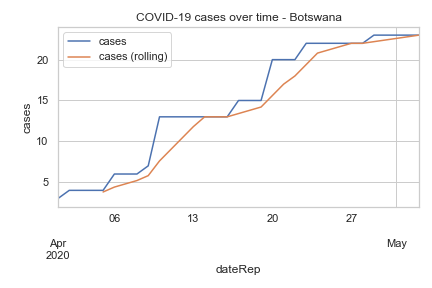 COVID-19 cases over time - Botswana
cases
cases (rolling)
cases
20
15
10
5
06
13
20
27
Apr
2020
May
dateRep